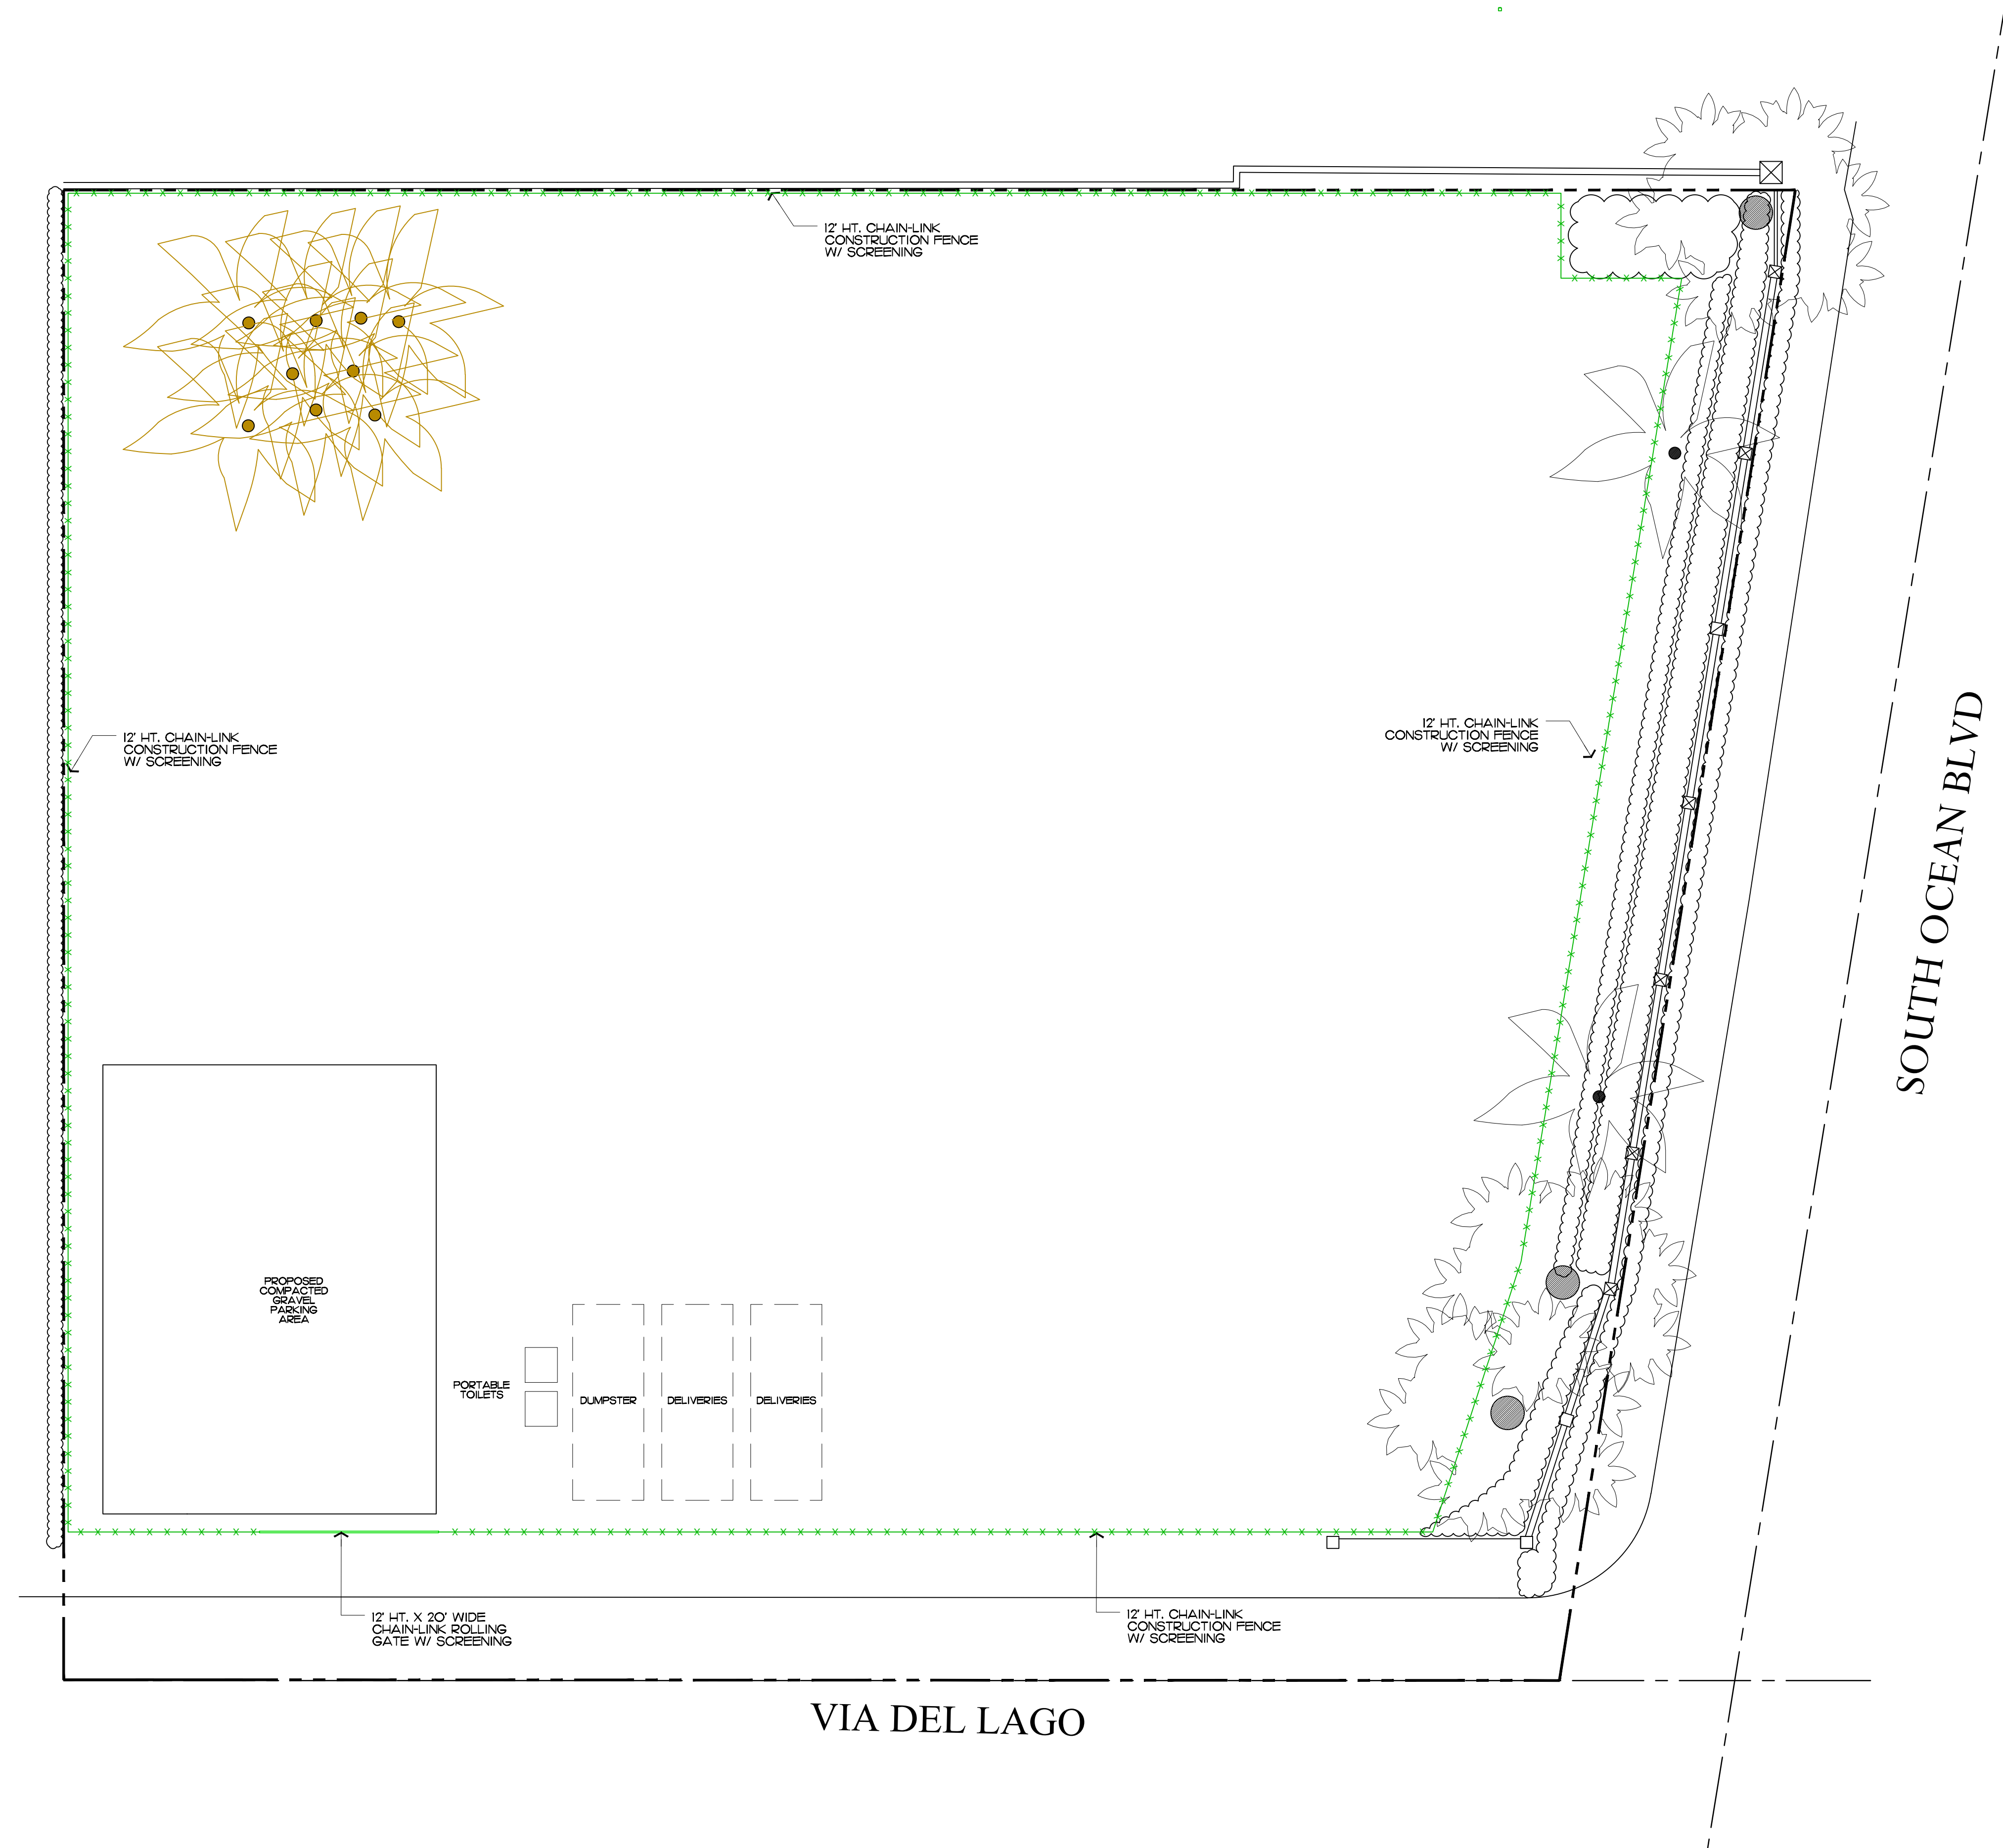 12' HT. CHAIN-LINK
CONSTRUCTION FENCE
W/ SCREENING
12' HT. CHAIN-LINK
CONSTRUCTION FENCE
W/ SCREENING
12' HT. CHAIN-LINK
CONSTRUCTION FENCE
W/ SCREENING
SOUTH OCEAN BLVD
PROPOSED
COMPACTED
GRAVEL
PARKING
AREA
PORTABLE
TOILETS
DUMPSTER
DELIVERIES
DELIVERIES
12' HT. X 20' WIDE
CHAIN-LINK ROLLING
GATE W/ SCREENING
12' HT. CHAIN-LINK
CONSTRUCTION FENCE
W/ SCREENING
VIA DEL LAGO